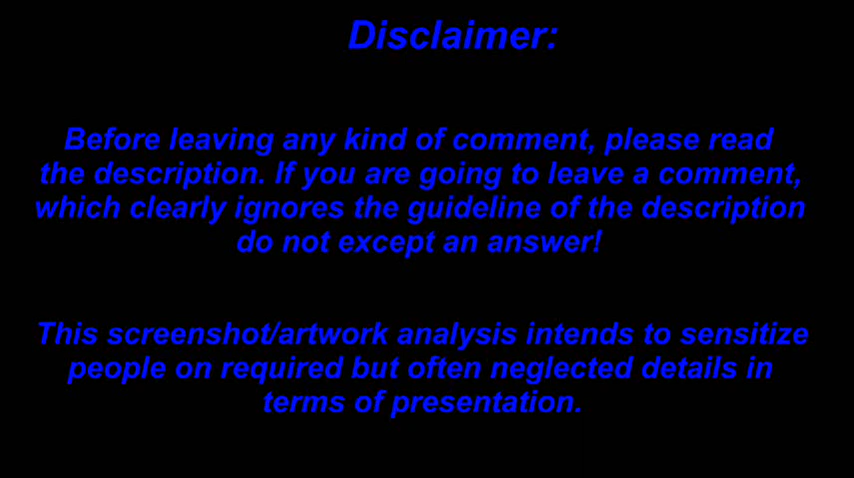 Disclaimer:
Before leaving any kind of comment, please read
the description. If you are going to leave a comment,
which clearly ignores the guideline of the description
do not except an answer!
This screenshot/artwork analysis intends to sensitize
people on required but often neglected details in
terms of presentation.